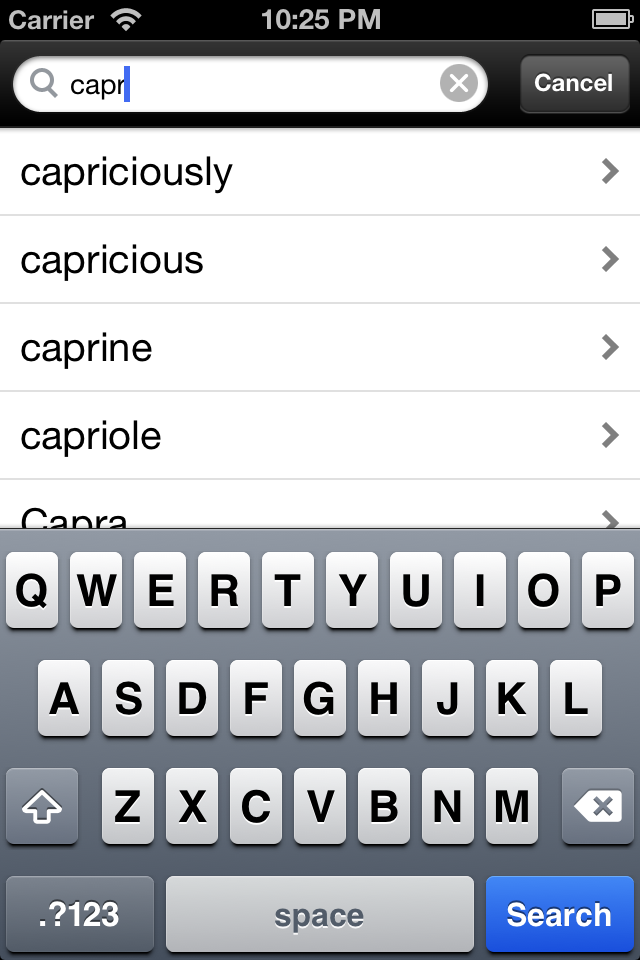 Carrier 10:25 PM
capr Cancel
capriciously
capricious
caprine
capriole
Capra
Q W E R T Y U I O P
A S D F G H J K L
Z X C V B N M
.?123 space Search